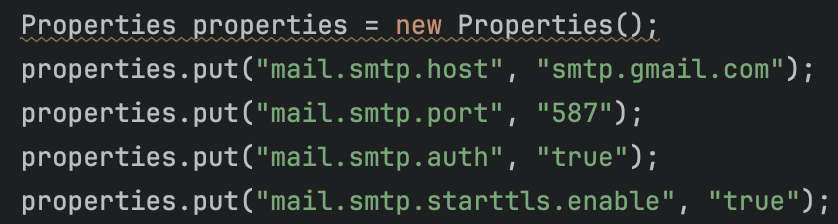 Properties properties = new Properties();
properties.put("mail.smtp.host", "smtp.gmail.com");
properties.put("mail.smtp.port", "587");
properties.put("mail.smtp.auth", "true");
properties.put("mail.smtp.starttls.enable", "true");